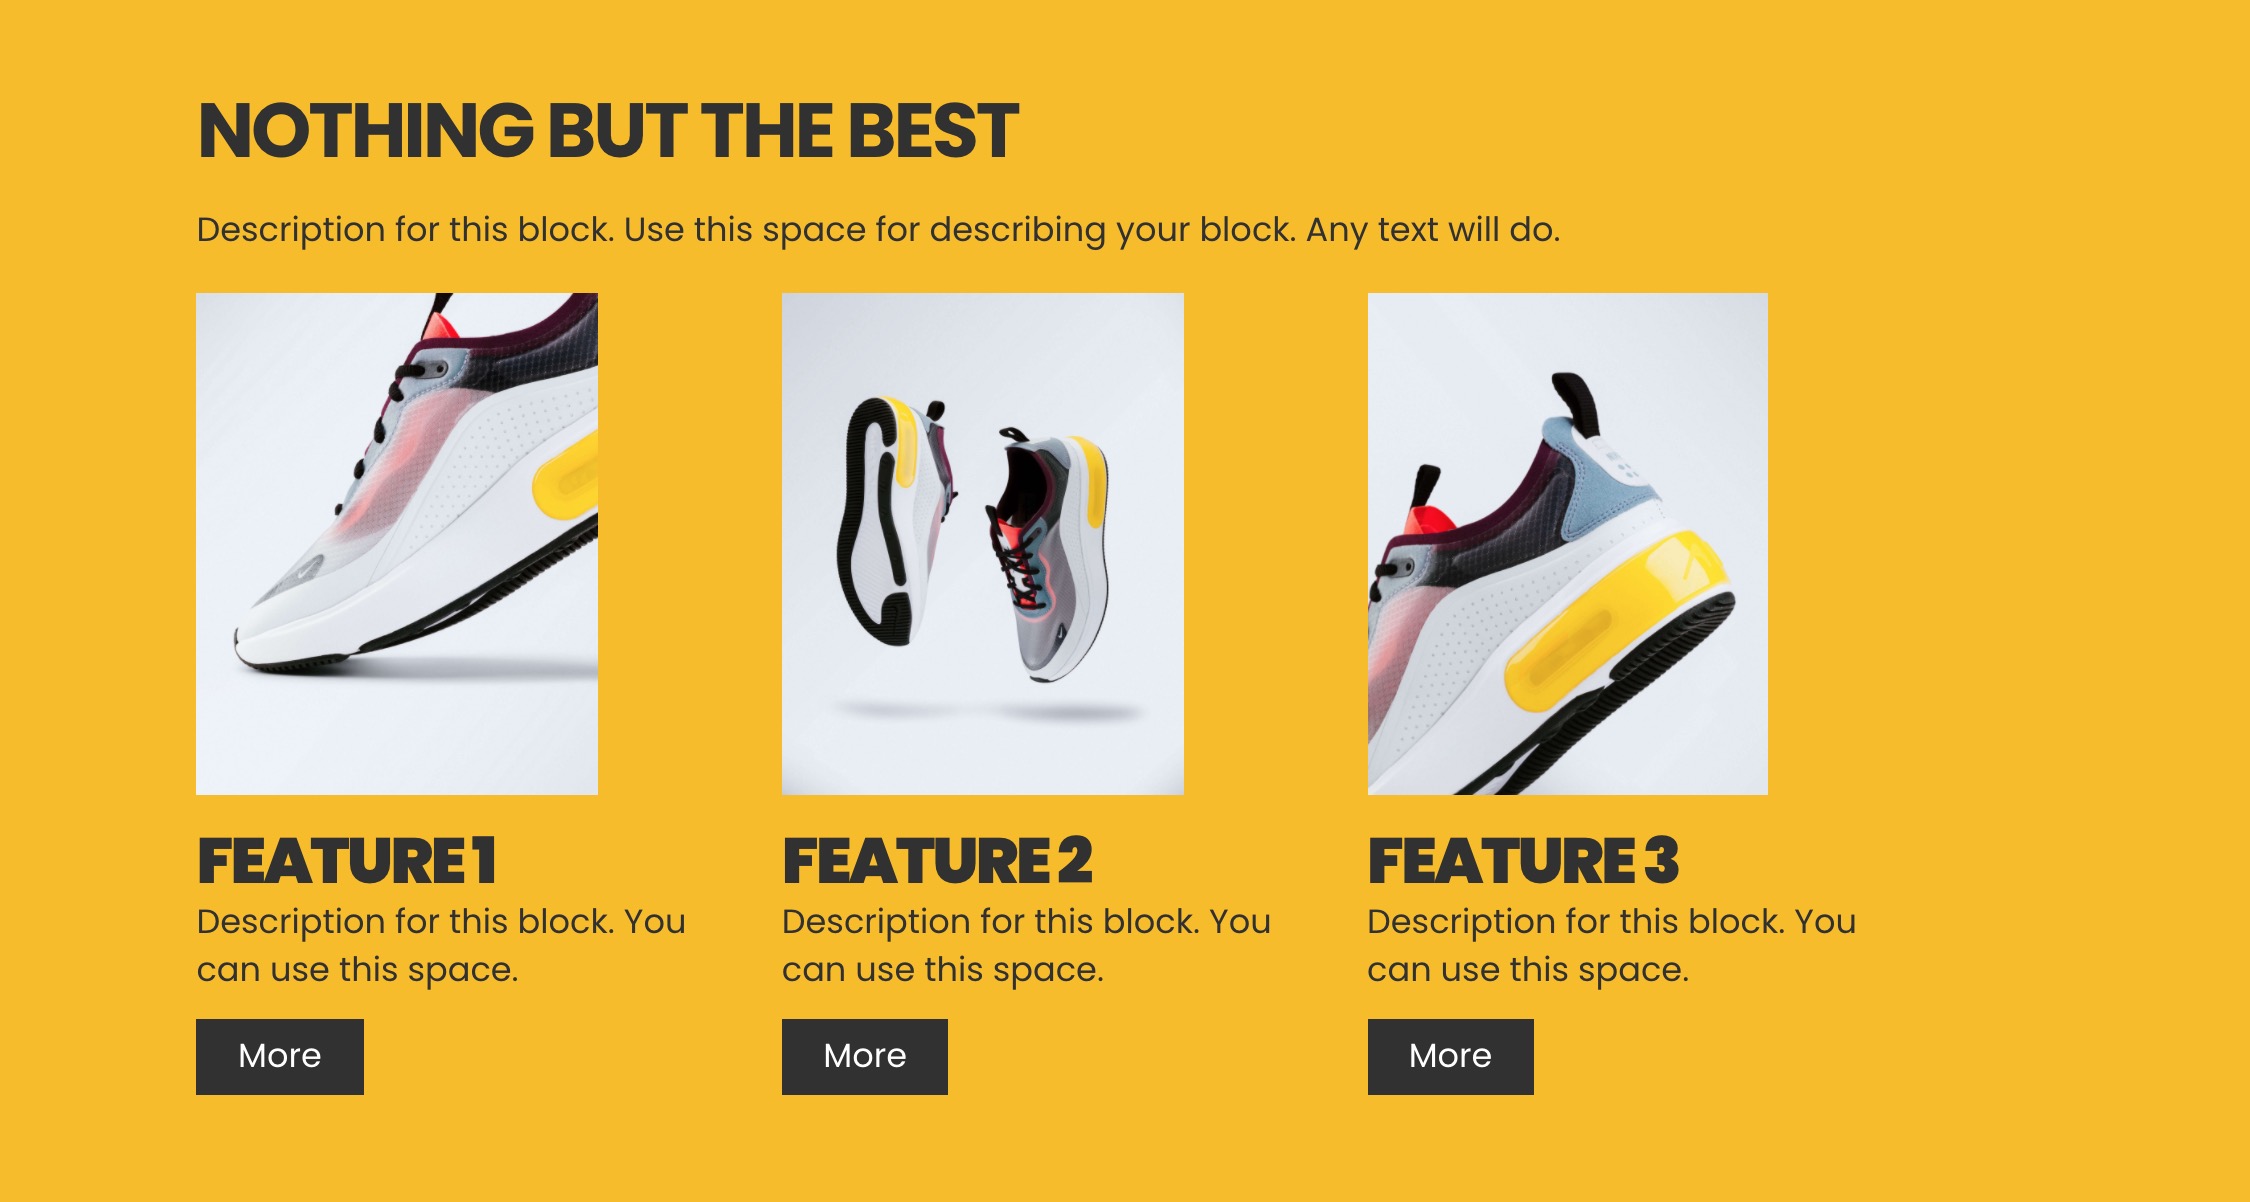 NOTHING BUT THE BEST
Description for this block. Use this space for describing your block. Any text will do.
FEATURE 1
Description for this block. You
can use this space.
More
FEATURE 2
Description for this block. You
can use this space.
More
FEATURE 3
Description for this block. You
can use this space.
More